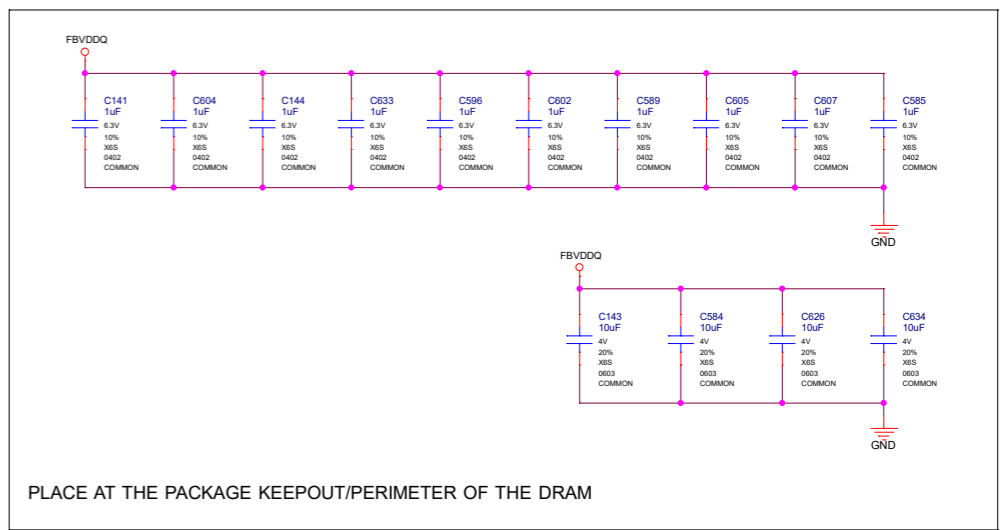 FBVDDQ
C141 C604 C144 C633 C596 C602 C589 C605 C607 C585
1uF 1uF 1uF 1uF 1uF 1uF 1uF 1uF 1uF 1uF
6.3V 6.3V 6.3V 6.3V 6.3V 6.3V 6.3V 6.3V 6.3V 6.3V
10% 10% 10% 10% 10% 10% 10% 10% 10% 10%
X6S X6S X6S X6S X6S X6S X6S X6S X6S X6S
0402 0402 0402 0402 0402 0402 0402 0402 0402 0402
COMMON COMMON COMMON COMMON COMMON COMMON COMMON COMMON COMMON COMMON
GND
FBVDDQ
C143 C584 C626 C634
10uF 10uF 10uF 10uF
4V 4V 4V 4V
20% 20% 20% 20%
X6S X6S X6S X6S
0603 0603 0603 0603
COMMON COMMON COMMON COMMON
GND
PLACE AT THE PACKAGE KEEPOUT/PERIMETER OF THE DRAM